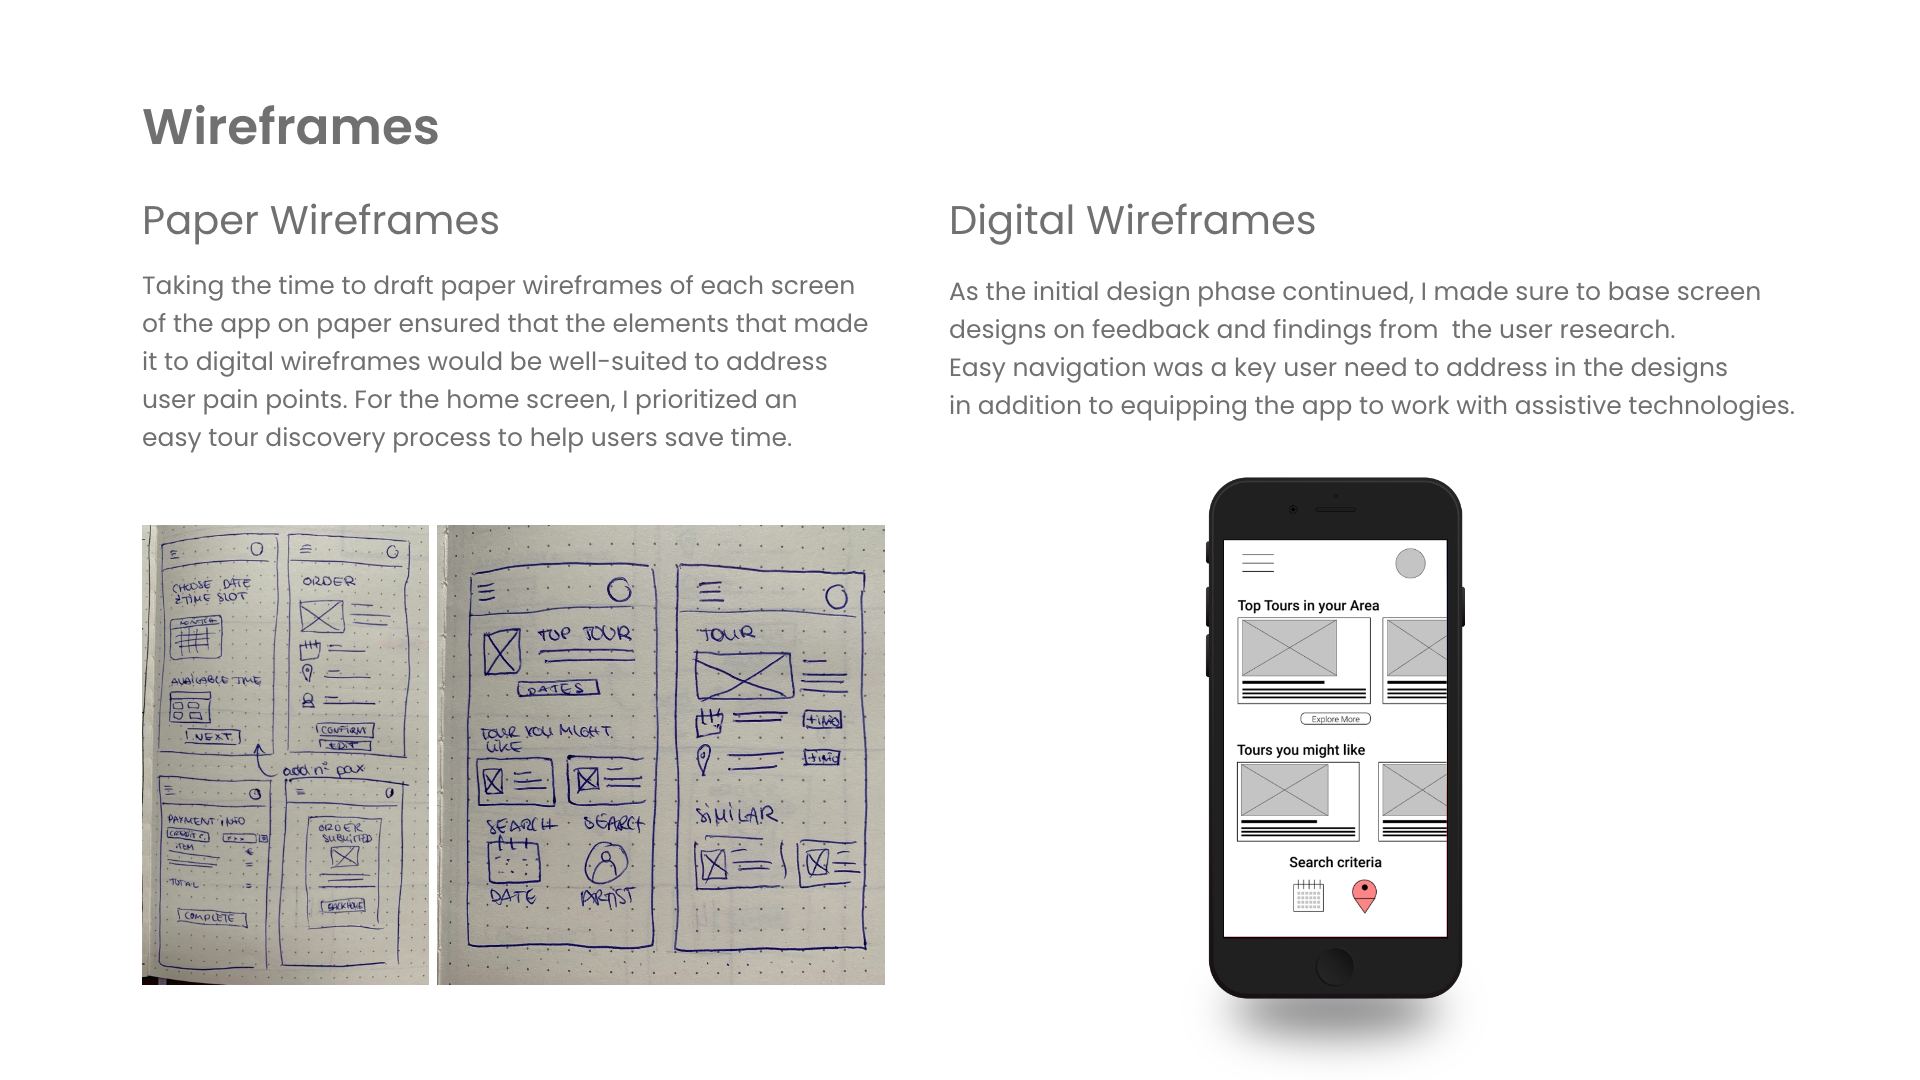 Wireframes
Paper Wireframes
Taking the time to draft paper wireframes of each screen
of the app on paper ensured that the elements that made
it to digital wireframes would be well-suited to address
user pain points. For the home screen, I prioritized an
easy tour discovery process to help users save time.
CHOOSE DATE
& TIME SLOT
AVAILABLE TIME
NEXT
ORDER
CONFIRM
EDIT
add n° pax
PAYMENT INFO
CREDIT C.
ITEM
€
TOTAL
COMPLETE
ORDER
SUBMITTED
BACK HOME
TOP TOUR
DATES
TOUR YOU MIGHT
LIKE
SEARCH SEARCH
DATE ARTIST
TOUR
+INFO
+INFO
SIMILAR
Digital Wireframes
As the initial design phase continued, I made sure to base screen
designs on feedback and findings from  the user research.
Easy navigation was a key user need to address in the designs
in addition to equipping the app to work with assistive technologies.
Top Tours in your Area
Explore More
Tours you might like
Search criteria